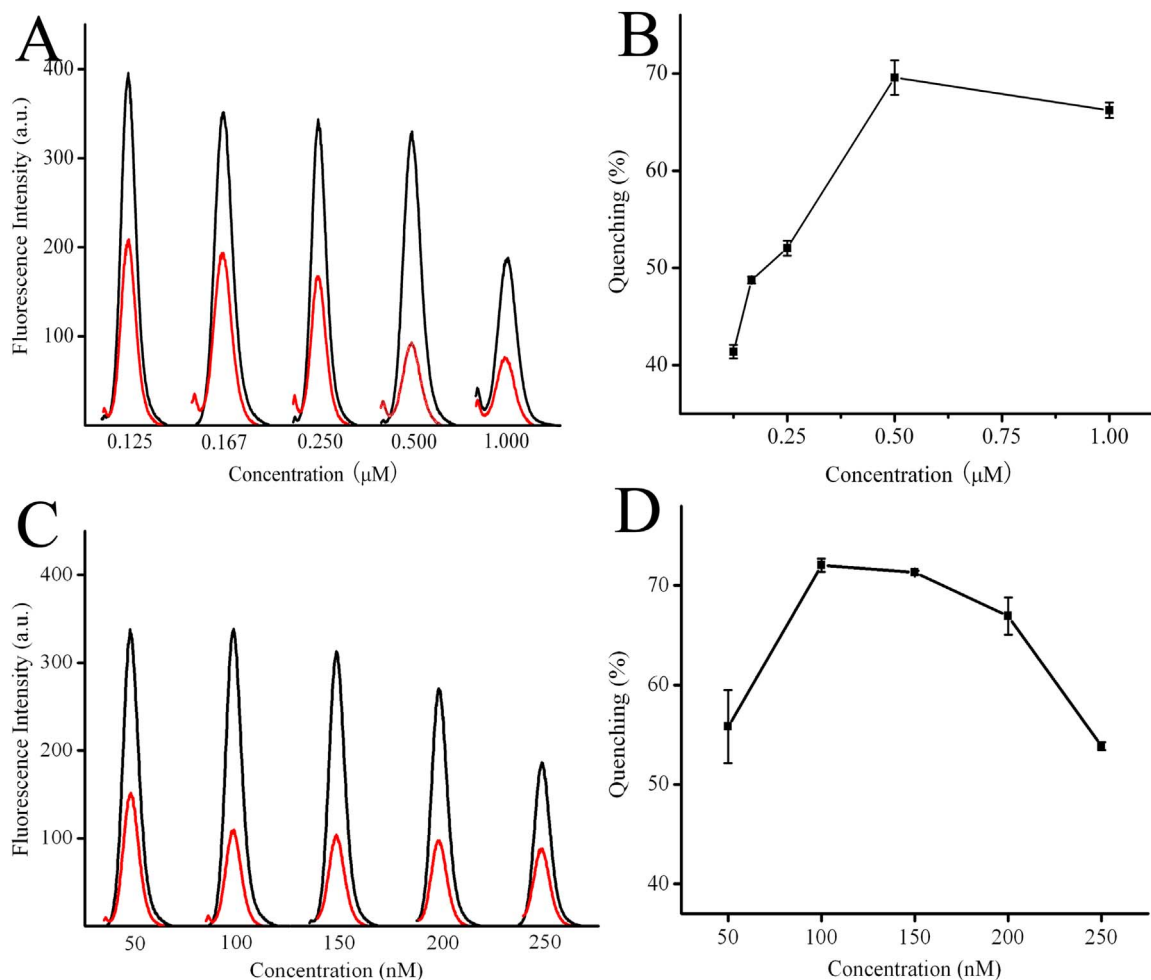 A
Fluorescence Intensity (a.u.)
400
300
200
100
0.125 0.167 0.250 0.500 1.000
Concentration (μM)
B
Quenching (%)
70
60
50
40
0.25 0.50 0.75 1.00
Concentration (μM)
C
Fluorescence Intensity (a.u.)
400
300
200
100
50 100 150 200 250
Concentration (nM)
D
Quenching (%)
70
60
50
40
50 100 150 200 250
Concentration (nM)